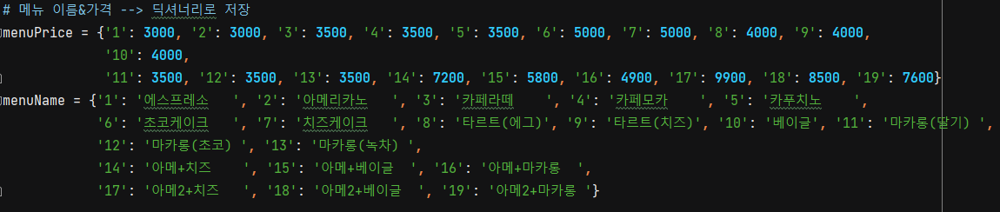 # 메뉴 이름&가격 --> 딕셔너리로 저장
menuPrice = {'1': 3000, '2': 3000, '3': 3500, '4': 3500, '5': 3500, '6': 5000, '7': 5000, '8': 4000, '9': 4000,
'10': 4000,
'11': 3500, '12': 3500, '13': 3500, '14': 7200, '15': 5800, '16': 4900, '17': 9900, '18': 8500, '19': 7600}
menuName = {'1': '에스프레소   ', '2': '아메리카노   ', '3': '카페라떼    ', '4': '카페모카    ', '5': '카푸치노    ',
'6': '초코케이크   ', '7': '치즈케이크   ', '8': '타르트(에그)', '9': '타르트(치즈)', '10': '베이글', '11': '마카롱(딸기) ',
'12': '마카롱(초코) ', '13': '마카롱(녹차) ',
'14': '아메+치즈    ', '15': '아메+베이글  ', '16': '아메+마카롱  ',
'17': '아메2+치즈   ', '18': '아메2+베이글  ', '19': '아메2+마카롱 '}